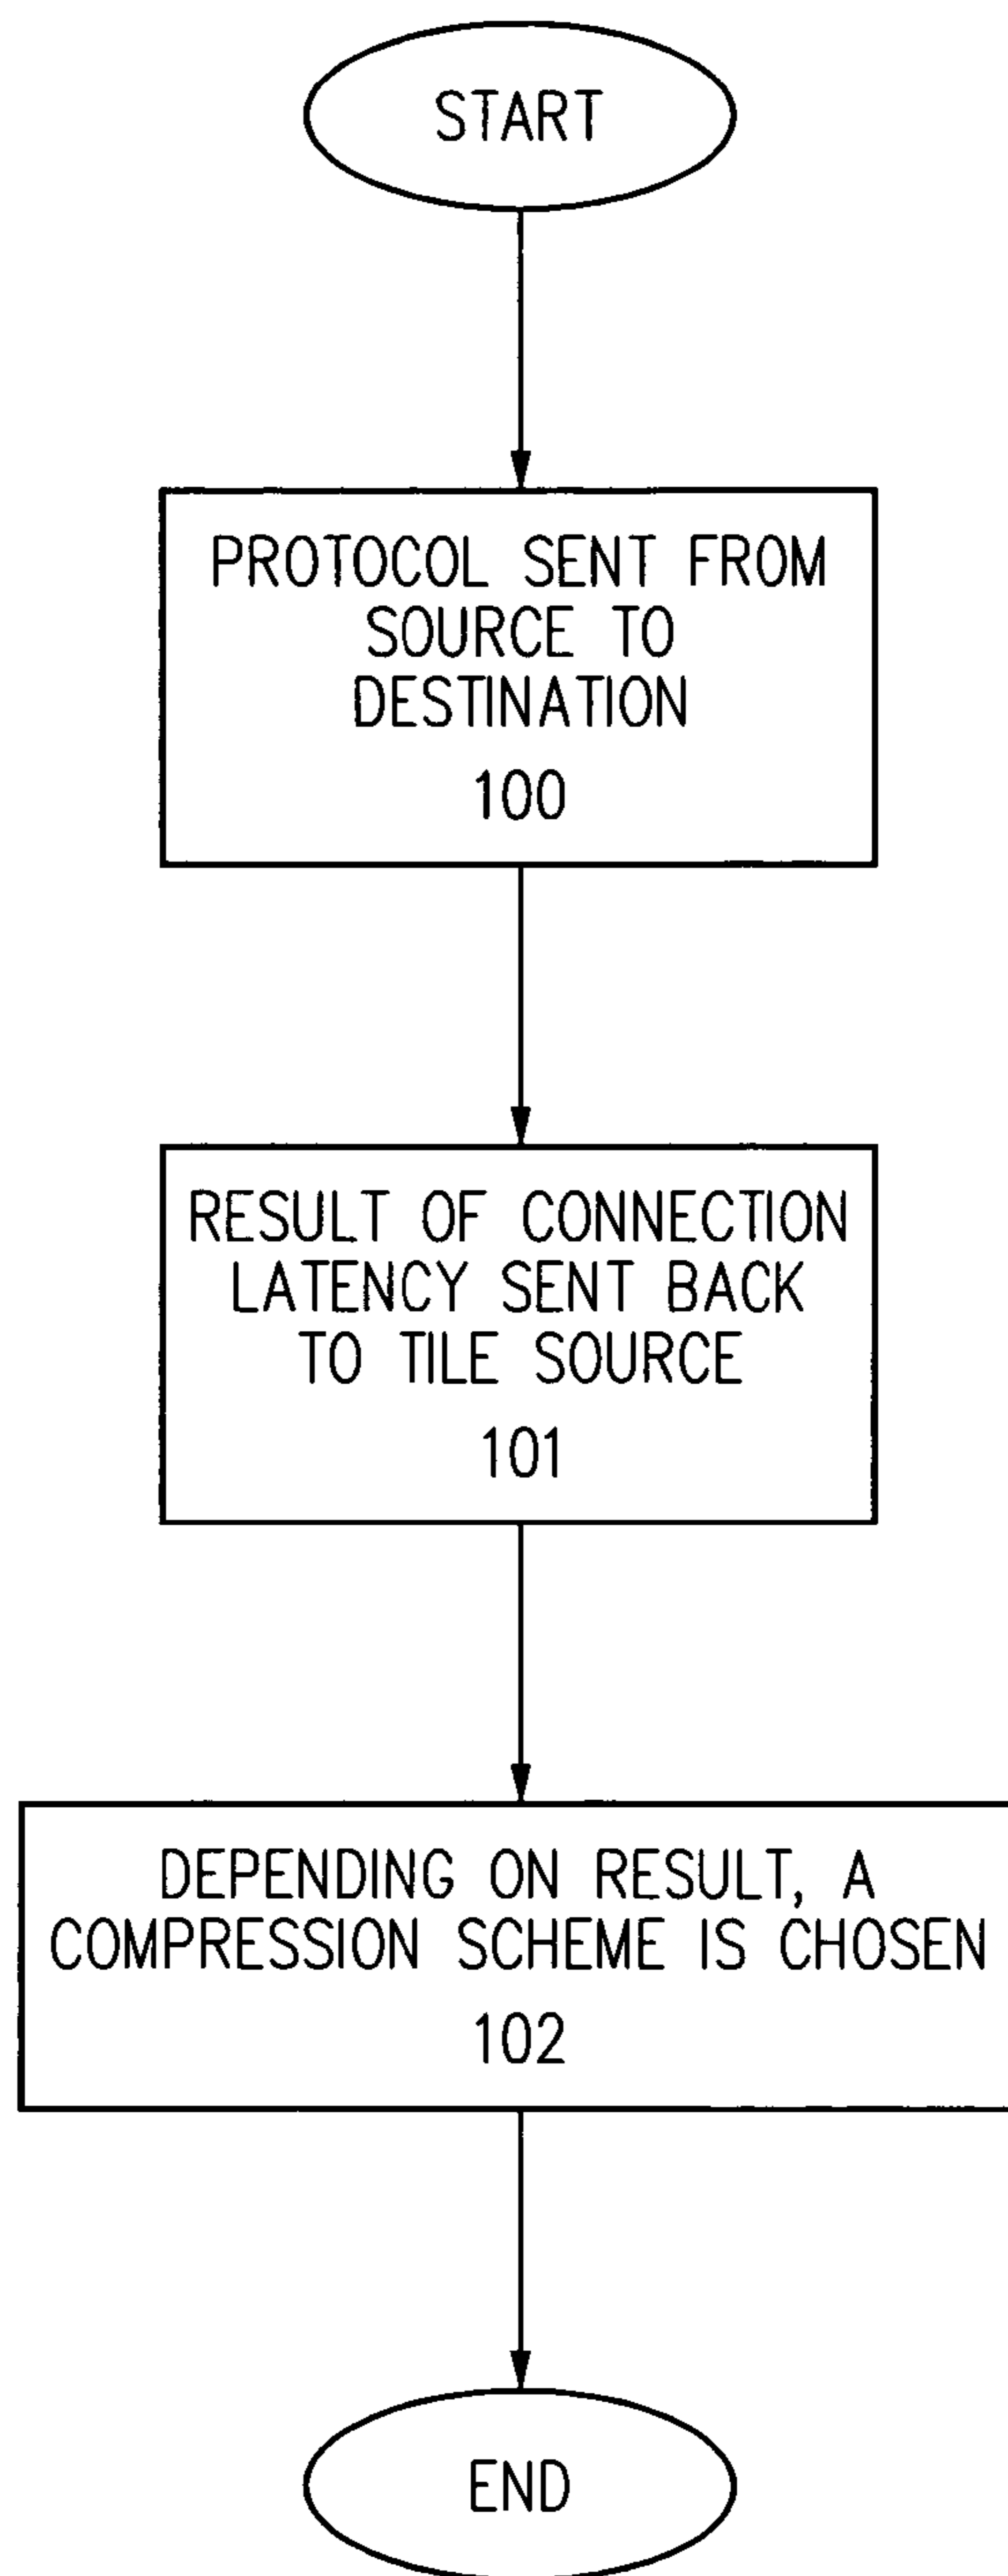 START
PROTOCOL SENT FROM
SOURCE TO
DESTINATION
100
RESULT OF CONNECTION
LATENCY SENT BACK
TO TILE SOURCE
101
DEPENDING ON RESULT, A
COMPRESSION SCHEME IS CHOSEN
102
END